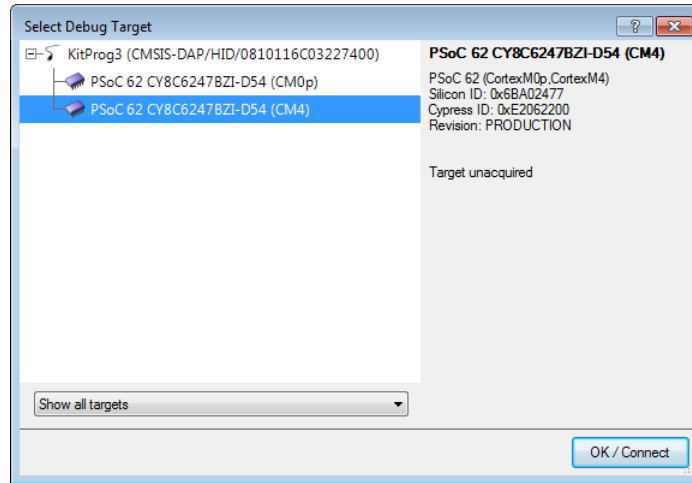 Select Debug Target
KitProg3 (CMSIS-DAP/HID/0810116C03227400)
PSoC 62 CY8C6247BZI-D54 (CM0p)
PSoC 62 CY8C6247BZI-D54 (CM4)
PSoC 62 CY8C6247BZI-D54 (CM4)
PSoC 62 (CortexM0p,CortexM4)
Silicon ID: 0x6BA02477
Cypress ID: 0xE2062200
Revision: PRODUCTION
Target unacquired
Show all targets
OK / Connect